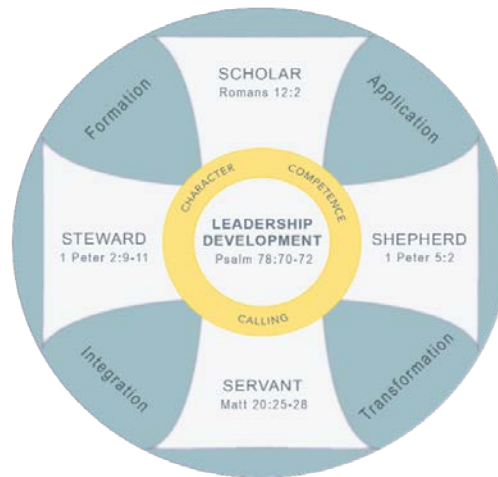 SCHOLAR
Romans 12:2
Formation
Application
CHARACTER
COMPETENCE
LEADERSHIP
DEVELOPMENT
Psalm 78:70-72
STEWARD
1 Peter 2:9-11
SHEPHERD
1 Peter 5:2
CALLING
Integration
Transformation
SERVANT
Matt 20:25-28